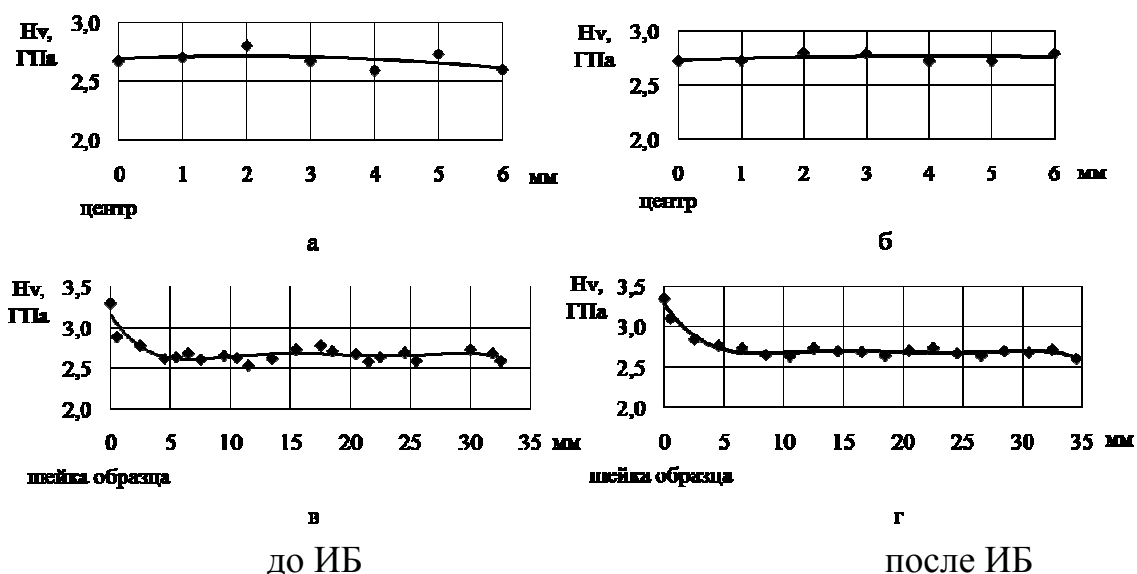 Hv, ГПа
3,0
2,5
2,0
0 1 2 3 4 5 6 мм
центр
а
Hv, ГПа
3,0
2,5
2,0
0 1 2 3 4 5 6 мм
центр
б
Hv, ГПа
3,5
3,0
2,5
2,0
0 5 10 15 20 25 30 35 мм
шейка образца
в
Hv, ГПа
3,5
3,0
2,5
2,0
0 5 10 15 20 25 30 35 мм
шейка образца
г
до ИБ
после ИБ